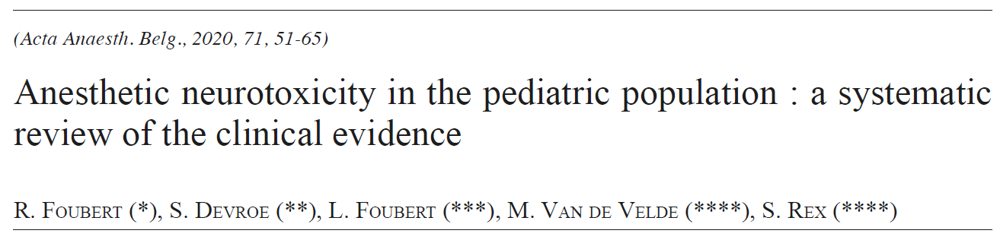 (Acta Anaesth. Belg., 2020, 71, 51-65)
Anesthetic neurotoxicity in the pediatric population : a systematic
review of the clinical evidence
R. Foubert (*), S. Devroe (**), L. Foubert (***), M. Van de Velde (****), S. Rex (****)